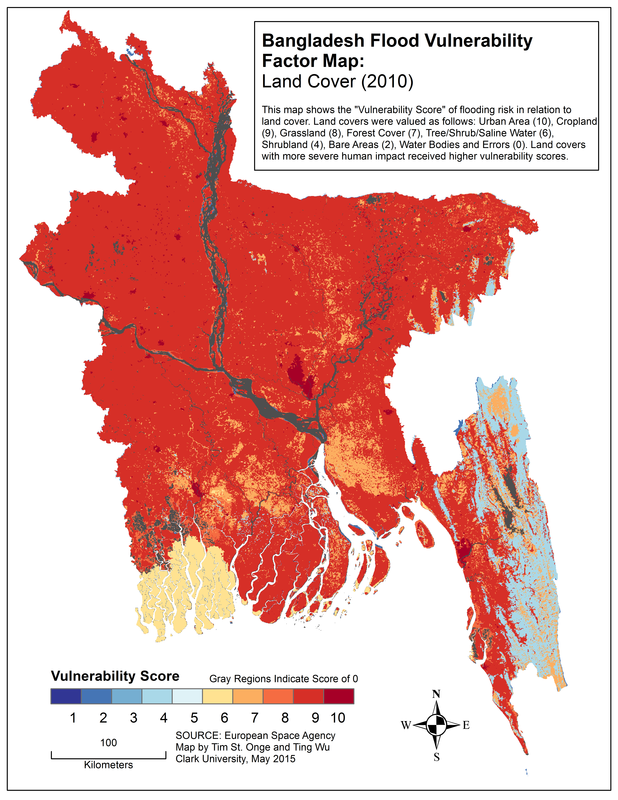 Bangladesh Flood Vulnerability
Factor Map:
Land Cover (2010)
This map shows the "Vulnerability Score" of flooding risk in relation to
land cover. Land covers were valued as follows: Urban Area (10), Cropland
(9), Grassland (8), Forest Cover (7), Tree/Shrub/Saline Water (6),
Shrubland (4), Bare Areas (2), Water Bodies and Errors (0). Land covers
with more severe human impact received higher vulnerability scores.
Vulnerability Score
Gray Regions Indicate Score of 0
1 2 3 4 5 6 7 8 9 10
100
Kilometers
SOURCE: European Space Agency
Map by Tim St. Onge and Ting Wu
Clark University, May 2015
N
W E
S